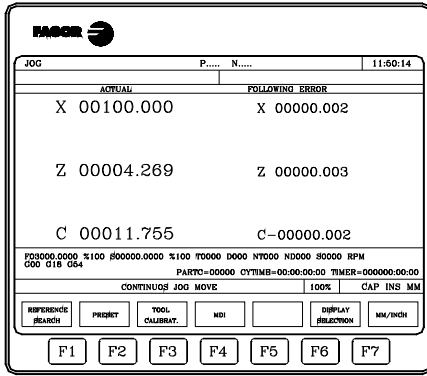 FAGOR
JOG P..... N..... 11:50:14
ACTUAL FOLLOWING ERROR
X 00100.000 X 00000.002
Z 00004.269 Z 00000.003
C 00011.755 C-00000.002
F03000.0000 %100 S00000.0000 %100 T0000 D000 NT000 ND000 S0000 RPM
G00 G18 G54
PARTC=00000 CYTIME=00:00:00:00 TIMER=000000:00:00
CONTINUOS JOG MOVE 100% CAP INS MM
REFERENCE SEARCH PRESET TOOL CALIBRAT. MDI DISPLAY SELECTION MM/INCH
F1 F2 F3 F4 F5 F6 F7